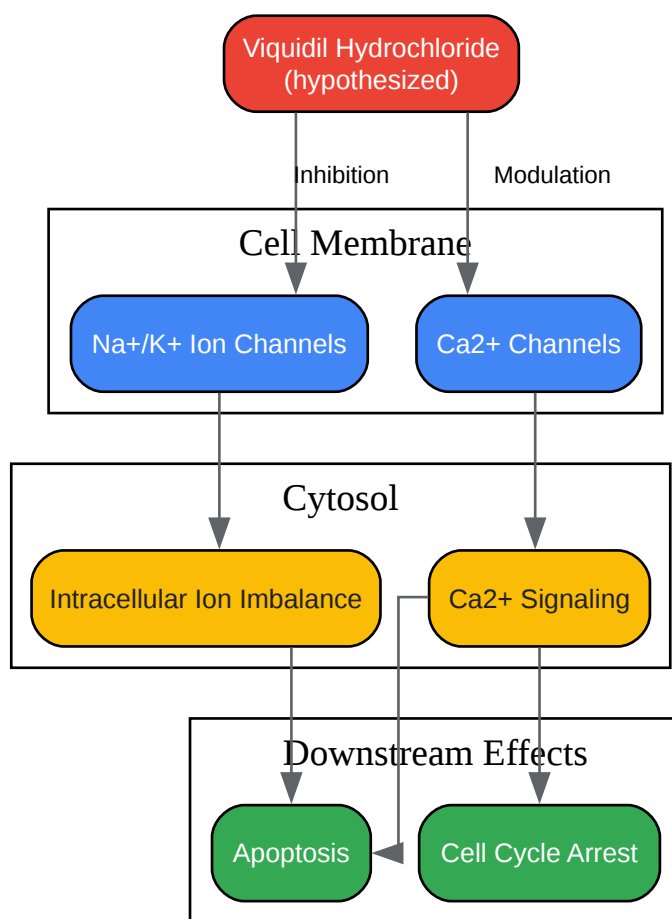 Viquidil Hydrochloride
(hypothesized)
Inhibition
Modulation
Cell Membrane
Na+/K+ Ion Channels
Ca2+ Channels
Cytosol
Intracellular Ion Imbalance
Ca2+ Signaling
Downstream Effects
Apoptosis
Cell Cycle Arrest